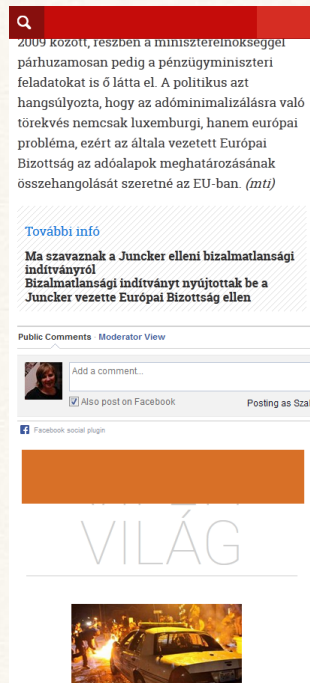 2009 között, részben a miniszterelnökséggel
párhuzamosan pedig a pénzügyminiszteri
feladatokat is ő látta el. A politikus azt
hangsúlyozta, hogy az adóminimalizálásra való
törekvés nemcsak luxemburgi, hanem európai
probléma, ezért az általa vezetett Európai
Bizottság az adóalapok meghatározásának
összehangolását szeretné az EU-ban. (mti)
További infó
Ma szavaznak a Juncker elleni bizalmatlansági
indítványról
Bizalmatlansági indítványt nyújtottak be a
Juncker vezette Európai Bizottság ellen
Public Comments Moderator View
Add a comment...
Also post on Facebook Posting as
Facebook social plugin
VILÁG